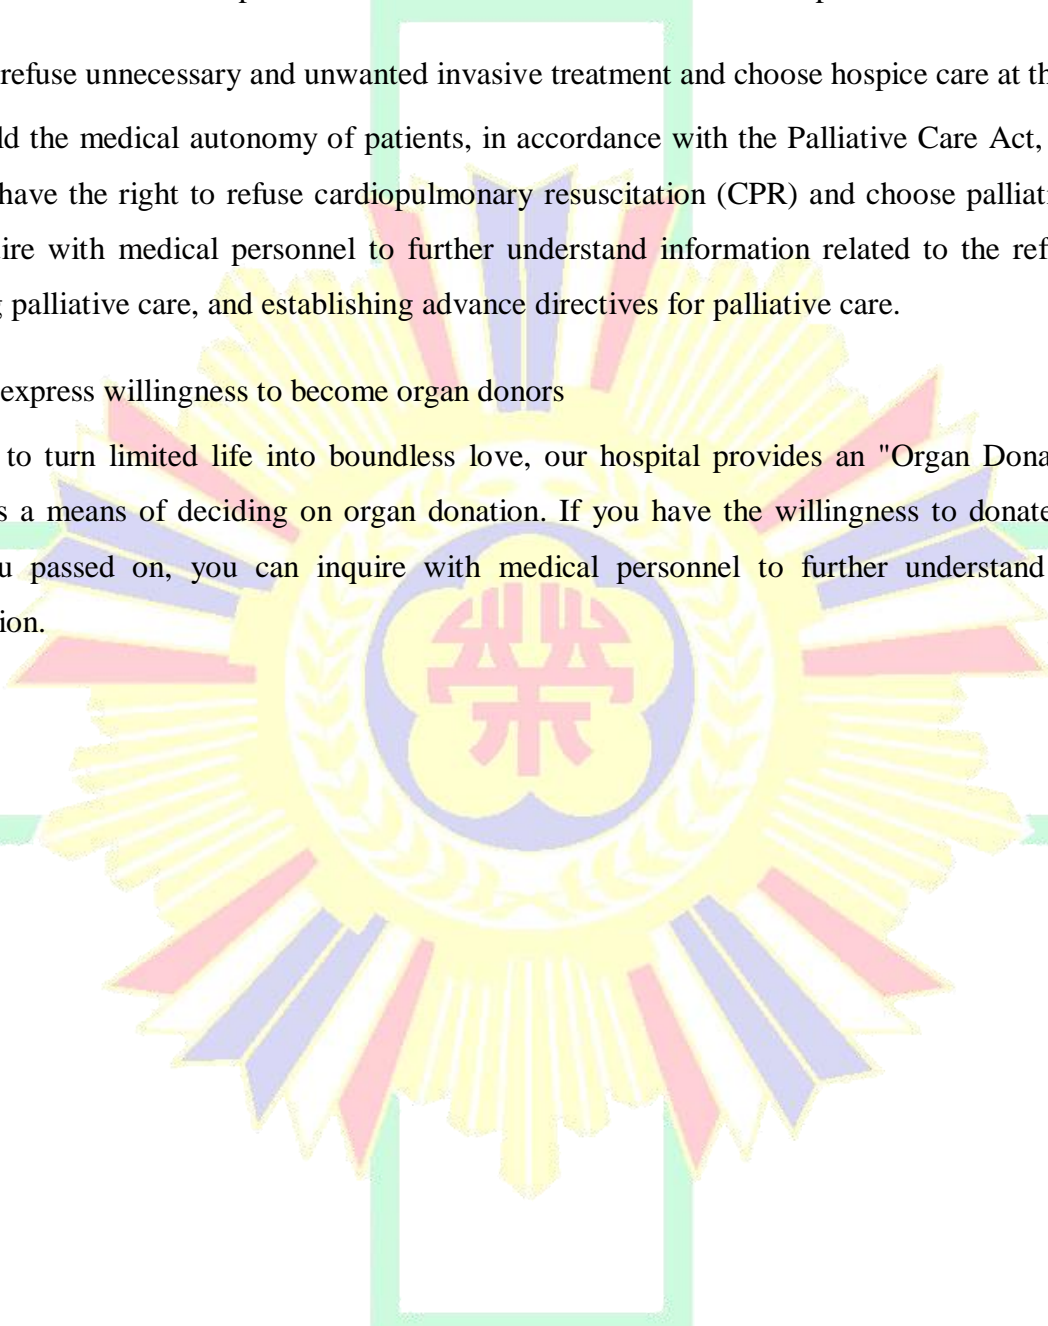 refuse unnecessary and unwanted invasive treatment and choose hospice care at th
ld the medical autonomy of patients, in accordance with the Palliative Care Act,
have the right to refuse cardiopulmonary resuscitation (CPR) and choose palliati
ire with medical personnel to further understand information related to the ref
g palliative care, and establishing advance directives for palliative care.
express willingness to become organ donors
to turn limited life into boundless love, our hospital provides an "Organ Dona
s a means of deciding on organ donation. If you have the willingness to donate
u passed on, you can inquire with medical personnel to further understand
ion.
榮